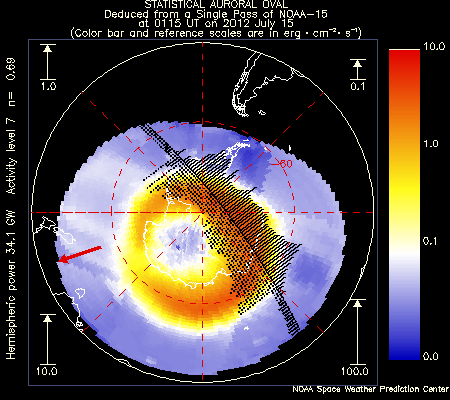 STATISTICAL AURORAL OVAL
Deduced from a Single Pass of NOAA-15
at 0115 UT on 2012 July 15
(Color bar and reference scales are in erg · cm⁻² · s⁻¹)
1.0
0.1
10.0
100.0
-60
Hemispheric power 34.1 GW Activity level 7 n= 0.69
10.0
1.0
0.1
0.0
NOAA Space Weather Prediction Center